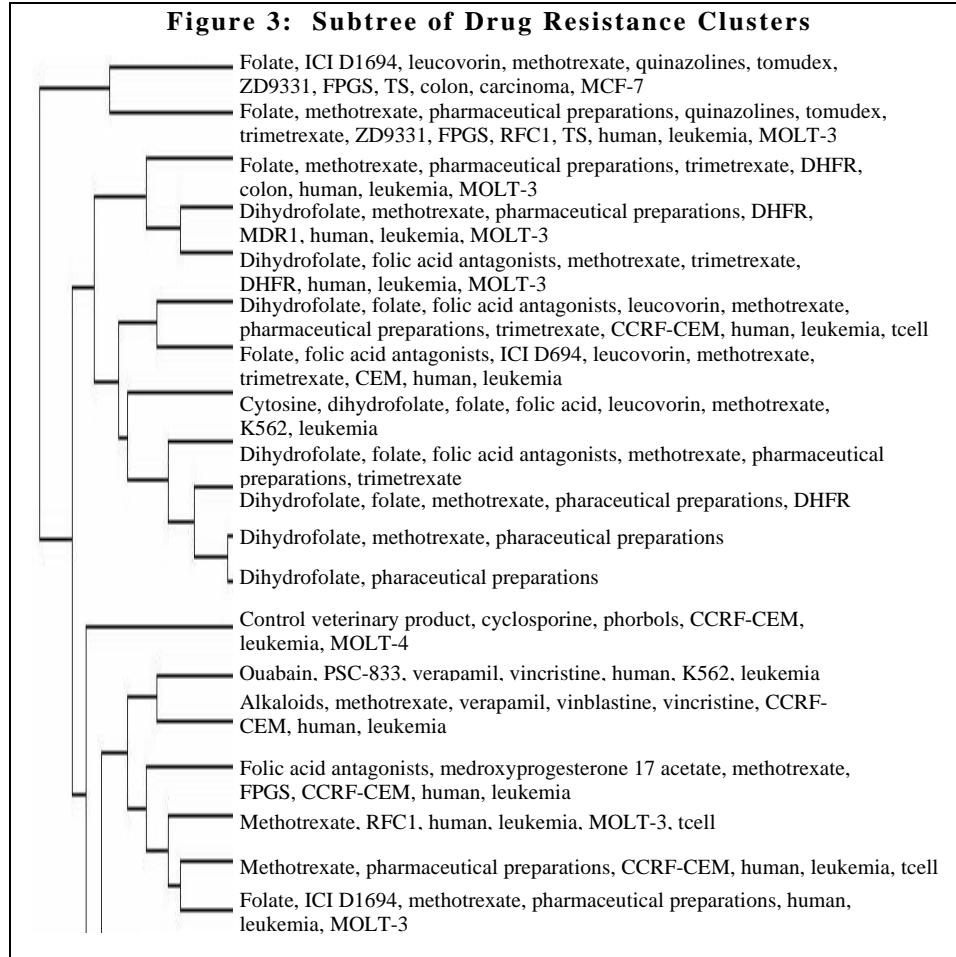 Figure 3: Subtree of Drug Resistance Clusters
Folate, ICI D1694, leucovorin, methotrexate, quinazolines, tomudex,
ZD9331, FPGS, TS, colon, carcinoma, MCF-7
Folate, methotrexate, pharmaceutical preparations, quinazolines, tomudex,
trimetrexate, ZD9331, FPGS, RFC1, TS, human, leukemia, MOLT-3
Folate, methotrexate, pharmaceutical preparations, trimetrexate, DHFR,
colon, human, leukemia, MOLT-3
Dihydrofolate, methotrexate, pharmaceutical preparations, DHFR,
MDR1, human, leukemia, MOLT-3
Dihydrofolate, folic acid antagonists, methotrexate, trimetrexate,
DHFR, human, leukemia, MOLT-3
Dihydrofolate, folate, folic acid antagonists, leucovorin, methotrexate,
pharmaceutical preparations, trimetrexate, CCRF-CEM, human, leukemia, tcell
Folate, folic acid antagonists, ICI D694, leucovorin, methotrexate,
trimetrexate, CEM, human, leukemia
Cytosine, dihydrofolate, folate, folic acid, leucovorin, methotrexate,
K562, leukemia
Dihydrofolate, folate, folic acid antagonists, methotrexate, pharmaceutical
preparations, trimetrexate
Dihydrofolate, folate, methotrexate, pharaceutical preparations, DHFR
Dihydrofolate, methotrexate, pharaceutical preparations
Dihydrofolate, pharaceutical preparations
Control veterinary product, cyclosporine, phorbols, CCRF-CEM,
leukemia, MOLT-4
Ouabain, PSC-833, verapamil, vincristine, human, K562, leukemia
Alkaloids, methotrexate, verapamil, vinblastine, vincristine, CCRF-
CEM, human, leukemia
Folic acid antagonists, medroxyprogesterone 17 acetate, methotrexate,
FPGS, CCRF-CEM, human, leukemia
Methotrexate, RFC1, human, leukemia, MOLT-3, tcell
Methotrexate, pharmaceutical preparations, CCRF-CEM, human, leukemia, tcell
Folate, ICI D1694, methotrexate, pharmaceutical preparations, human,
leukemia, MOLT-3